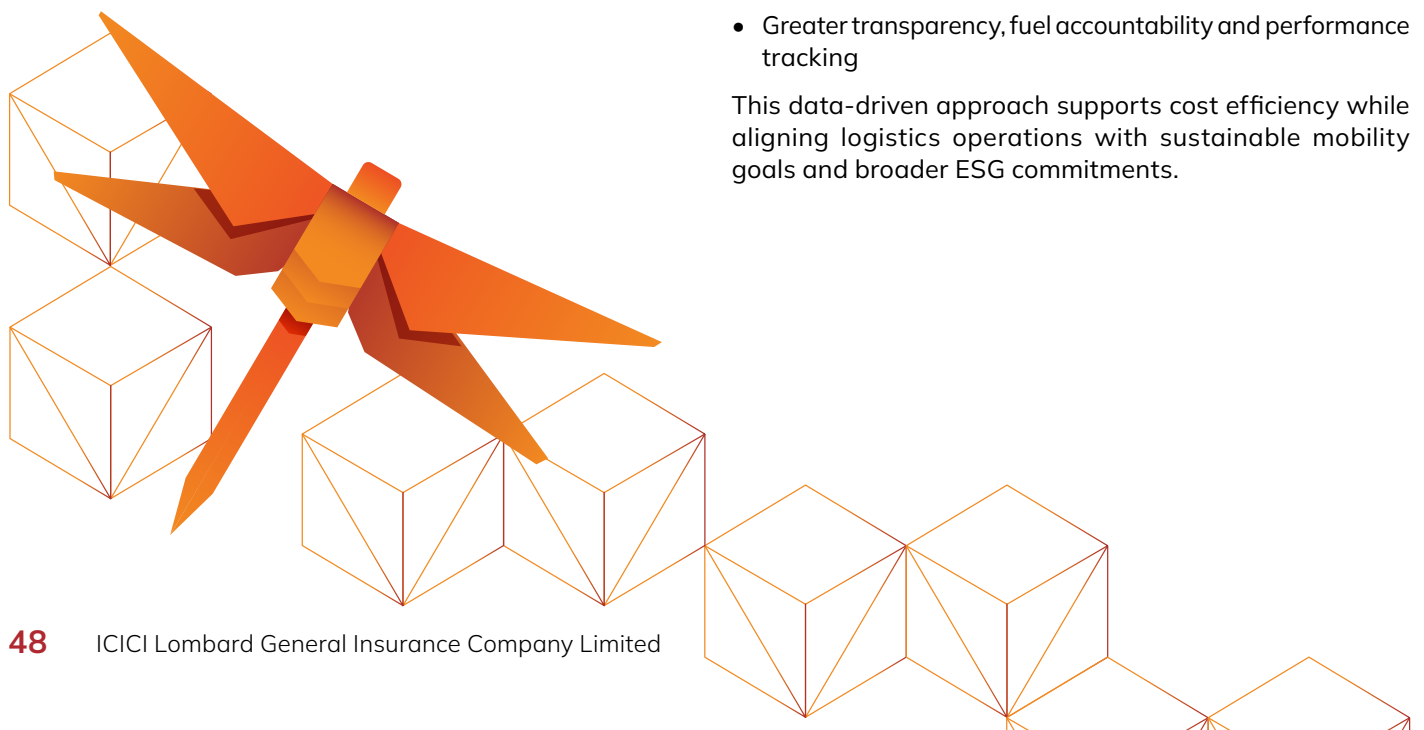 • Greater transparency, fuel accountability and performance
tracking
This data-driven approach supports cost efficiency while
aligning logistics operations with sustainable mobility
goals and broader ESG commitments.
48 ICICI Lombard General Insurance Company Limited